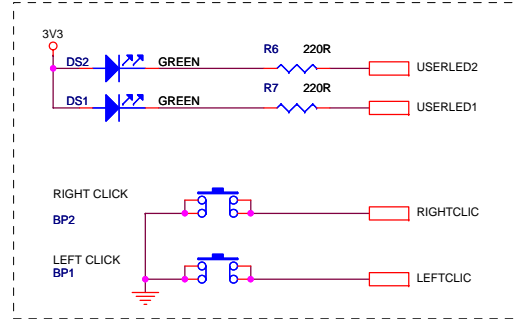 3V3
DS2 GREEN R6 220R USERLED2
DS1 GREEN R7 220R USERLED1
RIGHT CLICK
BP2
RIGHTCLIC
LEFT CLICK
BP1
LEFTCLIC